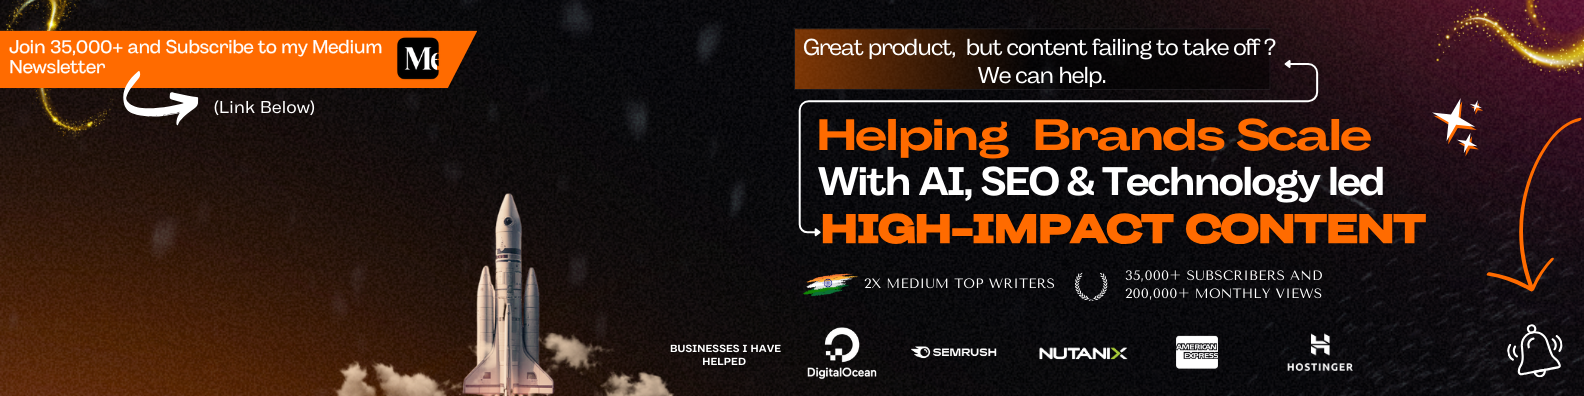 Join 35,000+ and Subscribe to my Medium
Newsletter
Me
(Link Below)
Great product, but content failing to take off ?
We can help.
Helping Brands Scale
With AI, SEO & Technology led
HIGH-IMPACT CONTENT
2X MEDIUM TOP WRITERS
35,000+ SUBSCRIBERS AND
200,000+ MONTHLY VIEWS
BUSINESSES I HAVE
HELPED
DigitalOcean
SEMRUSH
NUTANIX
AMERICAN
EXPRESS
HOSTINGER